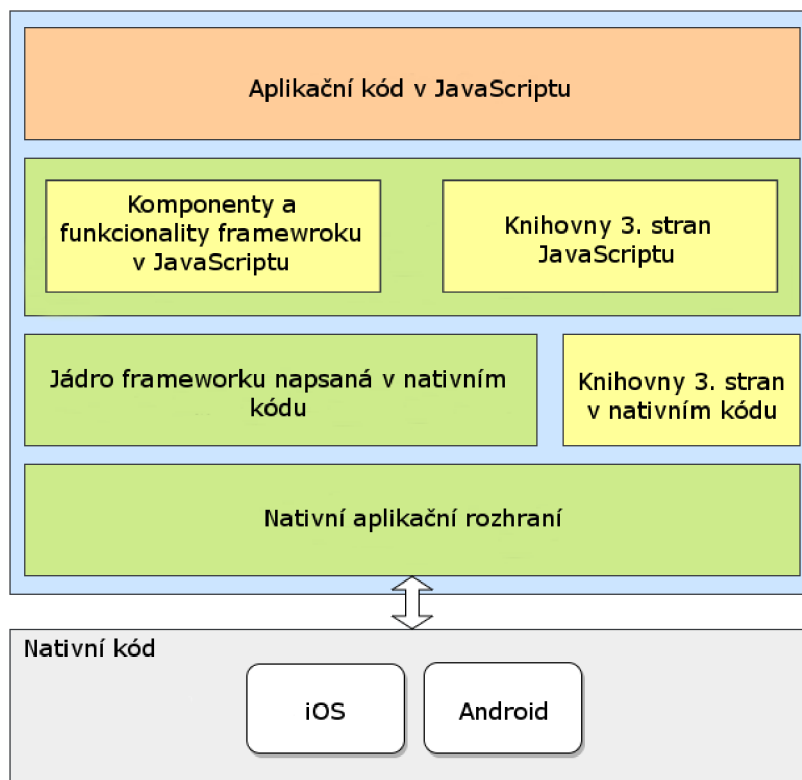 Aplikační kód v JavaScriptu
Komponenty a
funkcionality framewroku
v JavaScriptu
Knihovny 3. stran
JavaScriptu
Jádro frameworku napsaná v nativním
kódu
Knihovny 3. stran
v nativním kódu
Nativní aplikační rozhraní
Nativní kód
iOS
Android